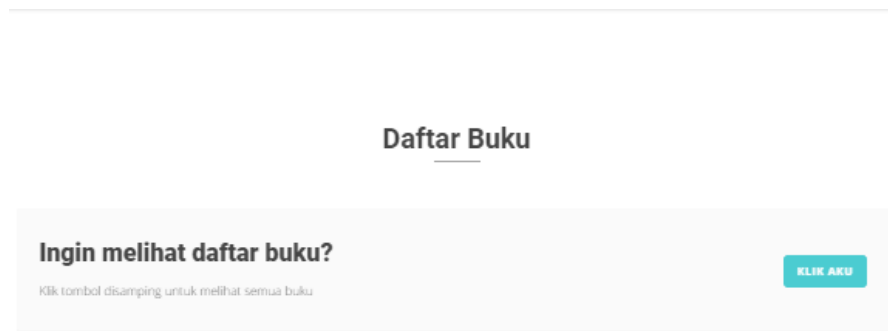 Daftar Buku
Ingin melihat daftar buku?
Klik tombol disamping untuk melihat semua buku
KLIK AKU